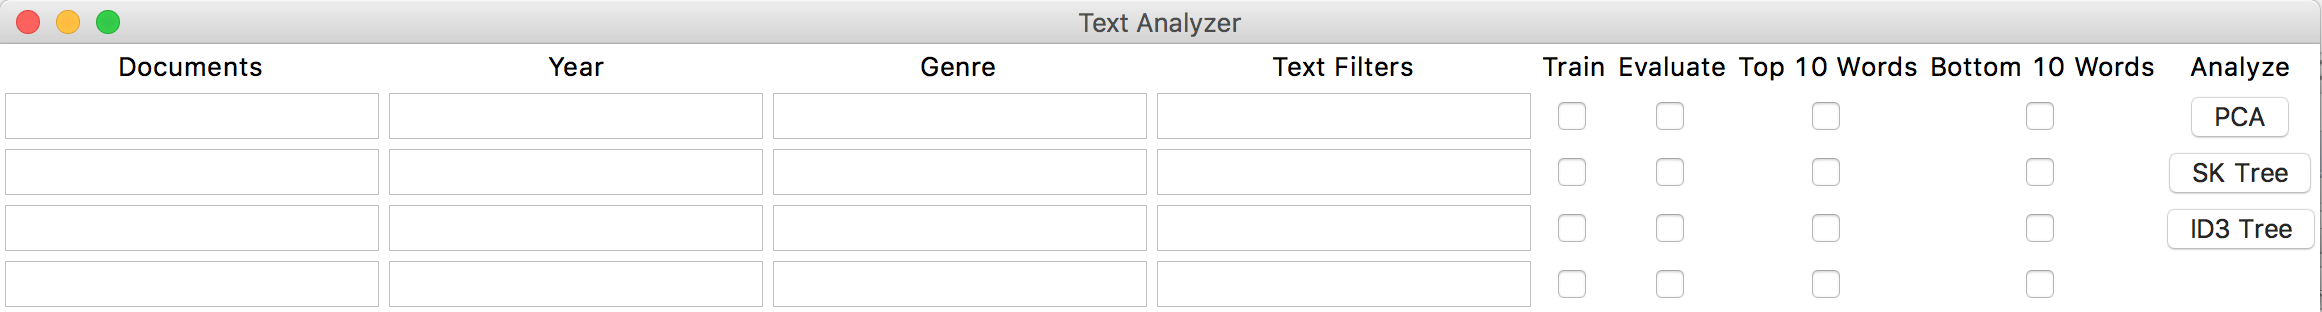 Text Analyzer
Documents Year Genre Text Filters Train Evaluate Top 10 Words Bottom 10 Words Analyze
PCA
SK Tree
ID3 Tree